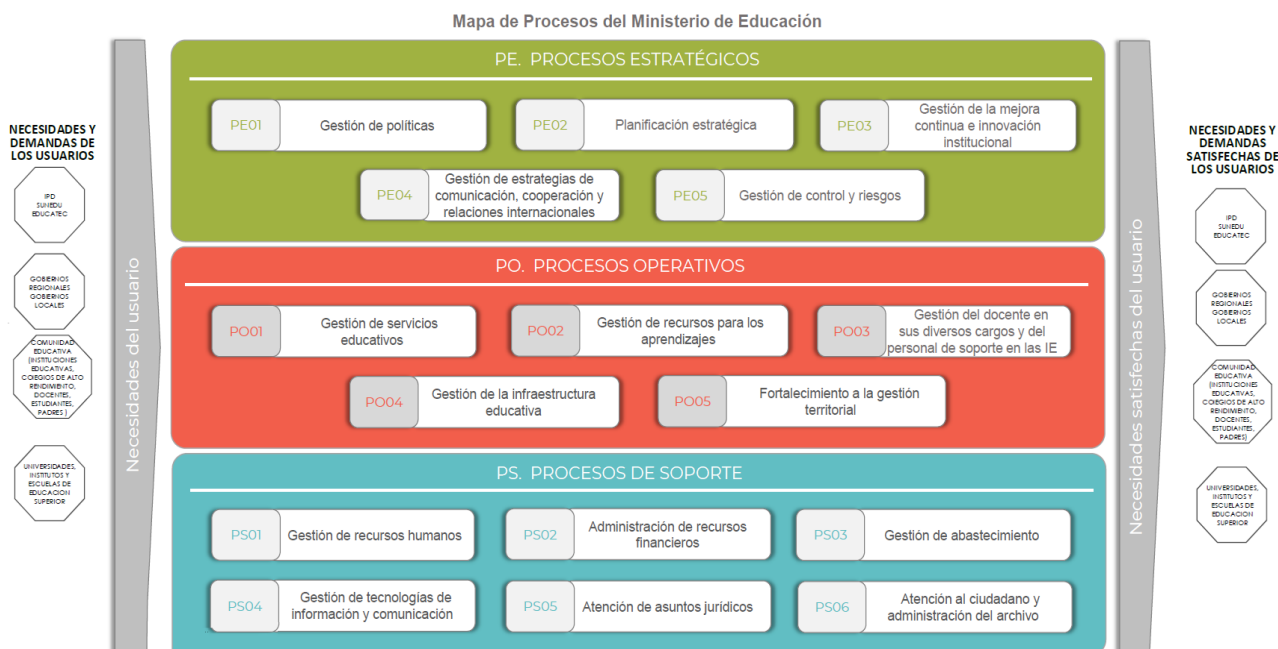 Mapa de Procesos del Ministerio de Educación
NECESIDADES Y
DEMANDAS DE
LOS USUARIOS
IPD
SUNEDU
EDUCATEC
GOBIERNOS
REGIONALES
GOBIERNOS
LOCALES
COMUNIDAD
EDUCATIVA
(INSTITUCIONES
EDUCATIVAS,
COLEGIOS DE ALTO
RENDIMIENTO,
DOCENTES,
ESTUDIANTES,
PADRES )
UNIVERSIDADES,
INSTITUTOS Y
ESCUELAS DE
EDUCACION
SUPERIOR
Necesidades del usuario
PE. PROCESOS ESTRATÉGICOS
PE01
Gestión de políticas
PE02
Planificación estratégica
PE03
Gestión de la mejora
continua e innovación
institucional
PE04
Gestión de estrategias de
comunicación, cooperación y
relaciones internacionales
PE05
Gestión de control y riesgos
PO. PROCESOS OPERATIVOS
PO01
Gestión de servicios
educativos
PO02
Gestión de recursos para los
aprendizajes
PO03
Gestión del docente en
sus diversos cargos y del
personal de soporte en las IE
PO04
Gestión de la infraestructura
educativa
PO05
Fortalecimiento a la gestión
territorial
PS. PROCESOS DE SOPORTE
PS01
Gestión de recursos humanos
PS02
Administración de recursos
financieros
PS03
Gestión de abastecimiento
PS04
Gestión de tecnologías de
información y comunicación
PS05
Atención de asuntos jurídicos
PS06
Atención al ciudadano y
administración del archivo
Necesidades satisfechas del usuario
NECESIDADES Y
DEMANDAS
SATISFECHAS DE
LOS USUARIOS
IPD
SUNEDU
EDUCATEC
GOBIERNOS
REGIONALES
GOBIERNOS
LOCALES
COMUNIDAD
EDUCATIVA
(INSTITUCIONES
EDUCATIVAS,
COLEGIOS DE ALTO
RENDIMIENTO,
DOCENTES,
ESTUDIANTES,
PADRES)
UNIVERSIDADES,
INSTITUTOS Y
ESCUELAS DE
EDUCACION
SUPERIOR